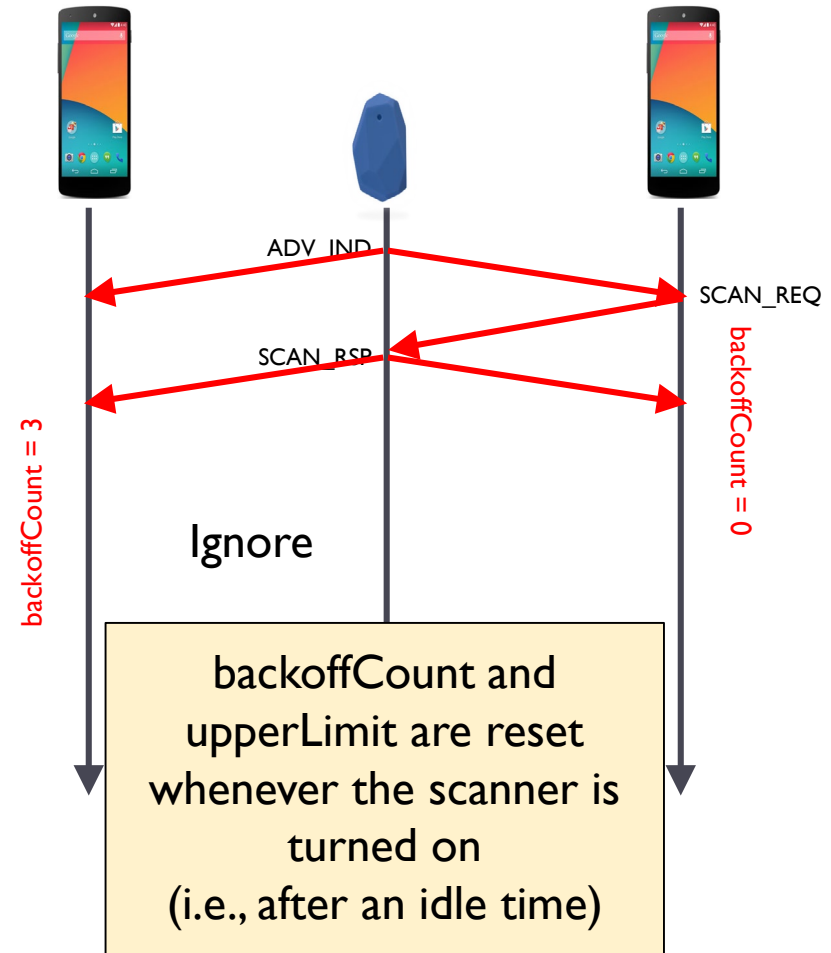 ADV_IND
SCAN_REQ
SCAN_RSP
backoffCount = 0
backoffCount = 3
Ignore
backoffCount and
upperLimit are reset
whenever the scanner is
turned on
(i.e., after an idle time)